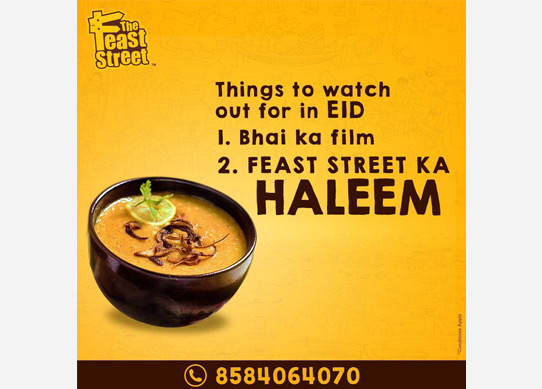 The
Feast
Street
TM
Things to watch
out for in EID
1. Bhai ka film
2. FEAST STREET KA
HALEEM
*Conditions Apply
8584064070